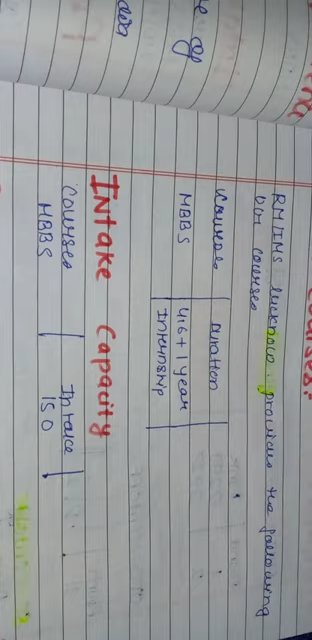 Courses:
RMLIMS lucknow provides the following
UG courses
Courses Duration
MBBS 4½ + 1 year
Internship
Intake Capacity
Courses Intake
MBBS 150